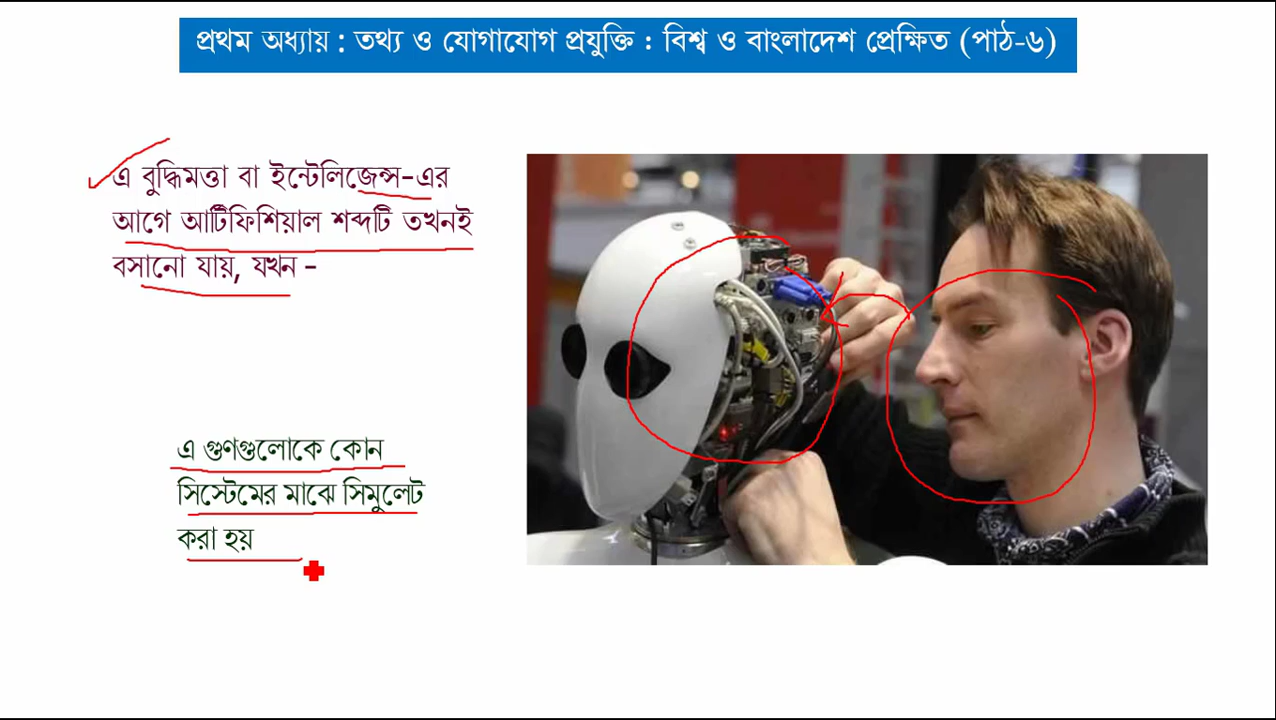 প্রথম অধ্যায় : তথ্য ও যোগাযোগ প্রযুক্তি : বিশ্ব ও বাংলাদেশ প্রেক্ষিত (পাঠ-৬)
এ বুদ্ধিমত্তা বা ইন্টেলিজেন্স-এর
আগে আর্টিফিশিয়াল শব্দটি তখনই
বসানো যায়, যখন -
এ গুণগুলোকে কোন
সিস্টেমের মাঝে সিমুলেট
করা হয়